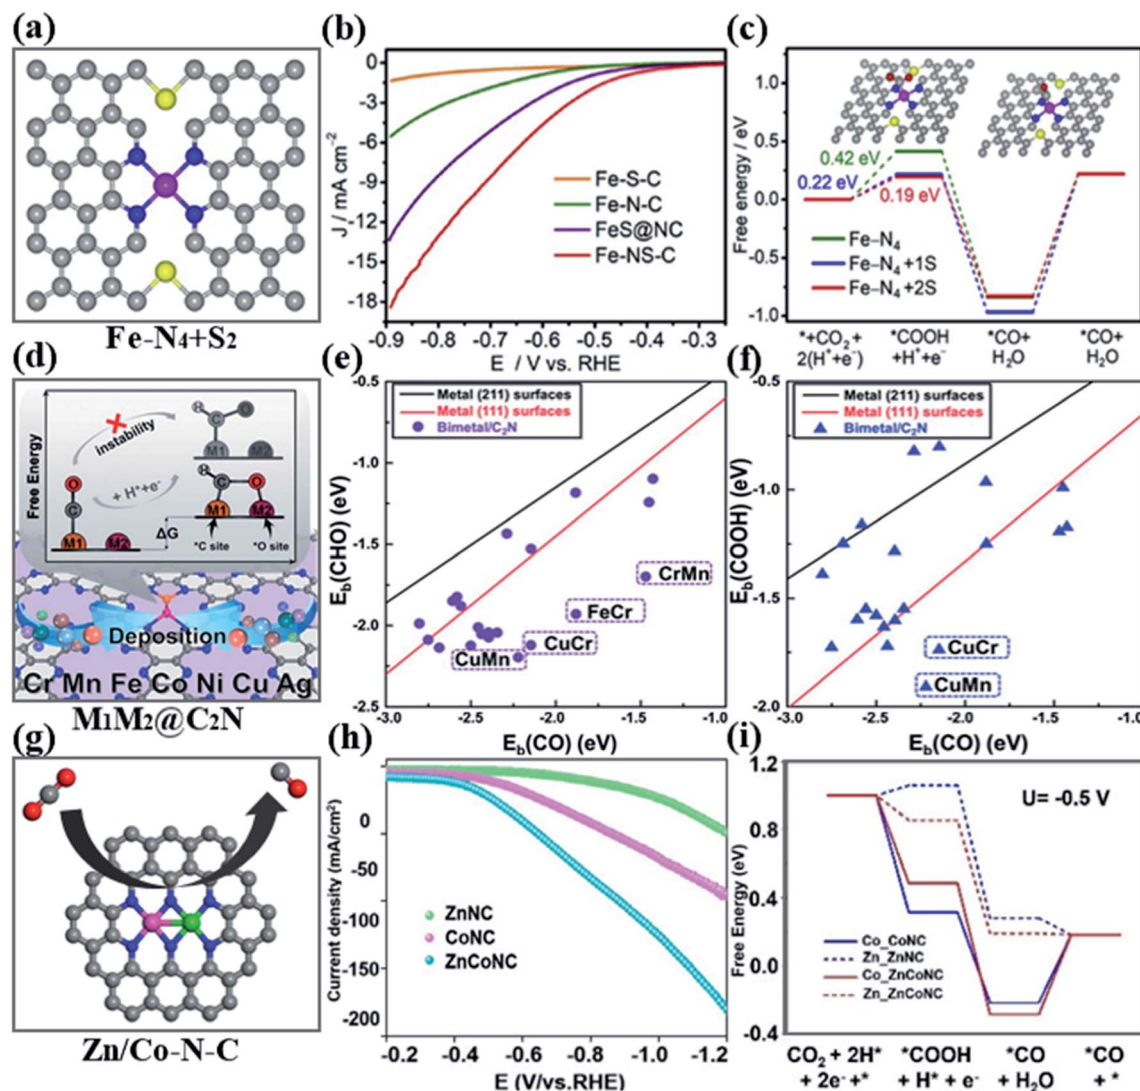 (a)
Fe-N₄+S₂
(b)
J / mA cm⁻²
0
-3
-6
-9
-12
-15
-18
Fe-S-C
Fe-N-C
FeS@NC
Fe-NS-C
-0.9 -0.8 -0.7 -0.6 -0.5 -0.4 -0.3
E / V vs. RHE
(c)
Free energy / eV
1.0
0.5
0.0
-0.5
-1.0
0.42 eV
0.22 eV
0.19 eV
Fe–N₄
Fe–N₄+1S
Fe–N₄+2S
*+CO₂+ *COOH *CO+ *CO+
2(H⁺+e⁻) +H⁺+e⁻ H₂O H₂O
(d)
Free Energy
instability
+ H⁺+e⁻
H C O
M1 M2
O C
H C O
M1 M2
M1 M2
ΔG
*C site *O site
Deposition
Cr Mn Fe Co Ni Cu Ag
M₁M₂@C₂N
(e)
E_b(CHO) (eV)
-0.5
-1.0
-1.5
-2.0
-2.5
Metal (211) surfaces
Metal (111) surfaces
Bimetal/C₂N
CrMn
FeCr
CuCr
CuMn
-3.0 -2.5 -2.0 -1.5 -1.0
E_b(CO) (eV)
(f)
E_b(COOH) (eV)
-0.5
-1.0
-1.5
-2.0
Metal (211) surfaces
Metal (111) surfaces
Bimetal/C₂N
CuCr
CuMn
-3.0 -2.5 -2.0 -1.5 -1.0
E_b(CO) (eV)
(g)
Zn/Co-N-C
(h)
Current density (mA/cm²)
0
-50
-100
-150
-200
ZnNC
CoNC
ZnCoNC
-0.2 -0.4 -0.6 -0.8 -1.0 -1.2
E (V/vs.RHE)
(i)
Free Energy (eV)
1.2
0.8
0.4
0.0
-0.4
U= -0.5 V
Co_CoNC
Zn_ZnNC
Co_ZnCoNC
Zn_ZnCoNC
CO₂ + 2H* *COOH *CO *CO
+ 2e⁻+* + H* + e⁻ + H₂O + *